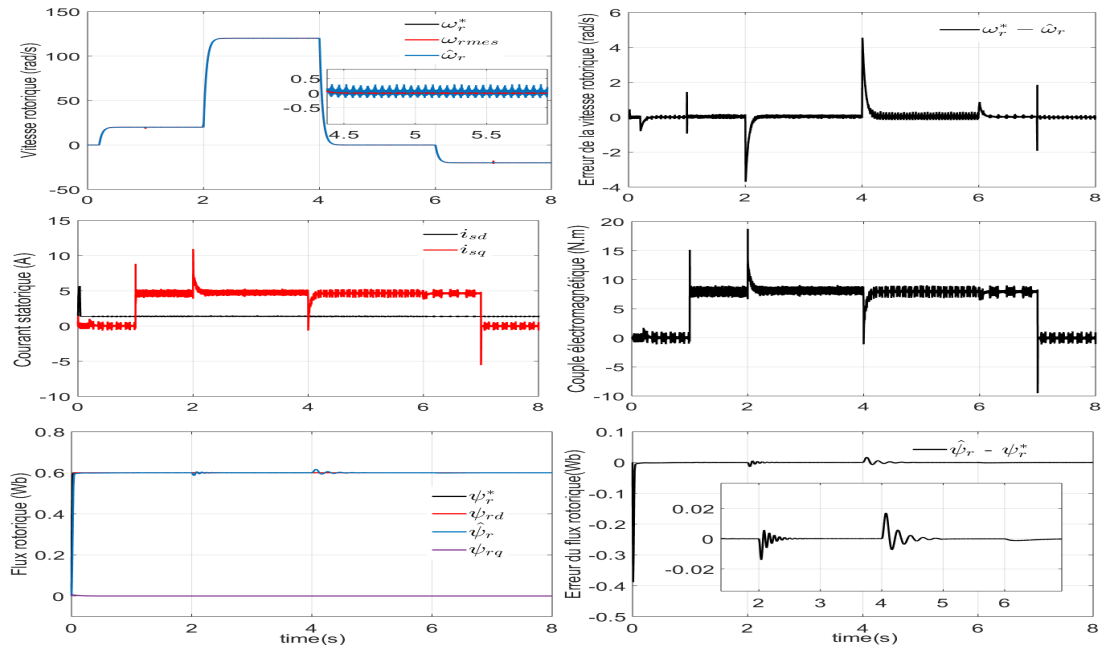 Vitesse rotorique (rad/s)
150
100
50
0
-50
0 2 4 6 8
ω*r
ωrmes
ω̂r
0.5
0
-0.5
4.5 5 5.5
Erreur de la vitesse rotorique (rad/s)
6
4
2
0
-2
-4
0 2 4 6 8
ω*r − ω̂r
Courant statorique (A)
15
10
5
0
-5
-10
0 2 4 6 8
isd
isq
Couple électromagnétique (N.m)
20
15
10
5
0
-5
-10
0 2 4 6 8
Flux rotorique(Wb)
0.8
0.6
0.4
0.2
0
0 2 4 6 8
time(s)
ψ*r
ψrd
ψ̂r
ψrq
Erreur du flux rotorique(Wb)
0.1
0
-0.1
-0.2
-0.3
-0.4
-0.5
0 2 4 6 8
time(s)
ψ̂r - ψ*r
0.02
0
-0.02
2 3 4 5 6